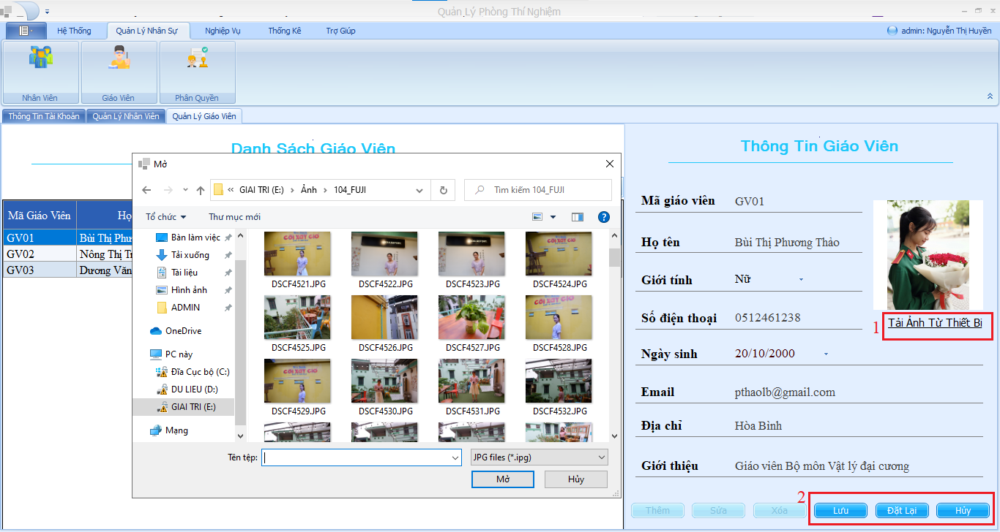 Quản Lý Phòng Thí Nghiệm
Hệ Thống Quản Lý Nhân Sự Nghiệp Vụ Thống Kê Trợ Giúp admin: Nguyễn Thị Huyền
Nhân Viên Giáo Viên Phân Quyền
Thông Tin Tài Khoản Quản Lý Nhân Viên Quản Lý Giáo Viên
Danh Sách Giáo Viên
Mã Giáo Viên Họ
GV01 Bùi Thị Phư
GV02 Nông Thị Tr
GV03 Dương Văn
Mở
« GIAI TRI (E:) › Ảnh › 104_FUJI
Tìm kiếm 104_FUJI
Tổ chức Thư mục mới
Bàn làm việc
Tải xuống
Tài liệu
Hình ảnh
ADMIN
OneDrive
PC này
Đĩa Cục bộ (C:)
DU LIEU (D:)
GIAI TRI (E:)
Mạng
DSCF4521.JPG DSCF4522.JPG DSCF4523.JPG DSCF4524.JPG
DSCF4525.JPG DSCF4526.JPG DSCF4527.JPG DSCF4528.JPG
DSCF4529.JPG DSCF4530.JPG DSCF4531.JPG DSCF4532.JPG
Tên tệp:
JPG files (*.jpg)
Mở Hủy
Thông Tin Giáo Viên
Mã giáo viên GV01
Họ tên Bùi Thị Phương Thảo
Giới tính Nữ
Số điện thoại 0512461238
1 Tải Ảnh Từ Thiết Bị
Ngày sinh 20/10/2000
Email pthaolb@gmail.com
Địa chỉ Hòa Bình
Giới thiệu Giáo viên Bộ môn Vật lý đại cương
2
Thêm Sửa Xóa Lưu Đặt Lại Hủy